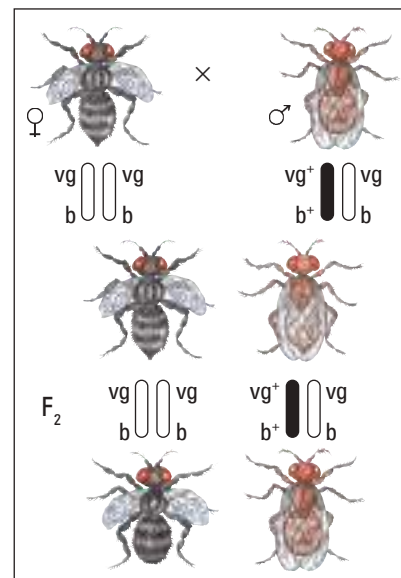 ♀ × ♂
vg vg vg⁺ vg
b b b⁺ b
F₂ vg vg vg⁺ vg
b b b⁺ b